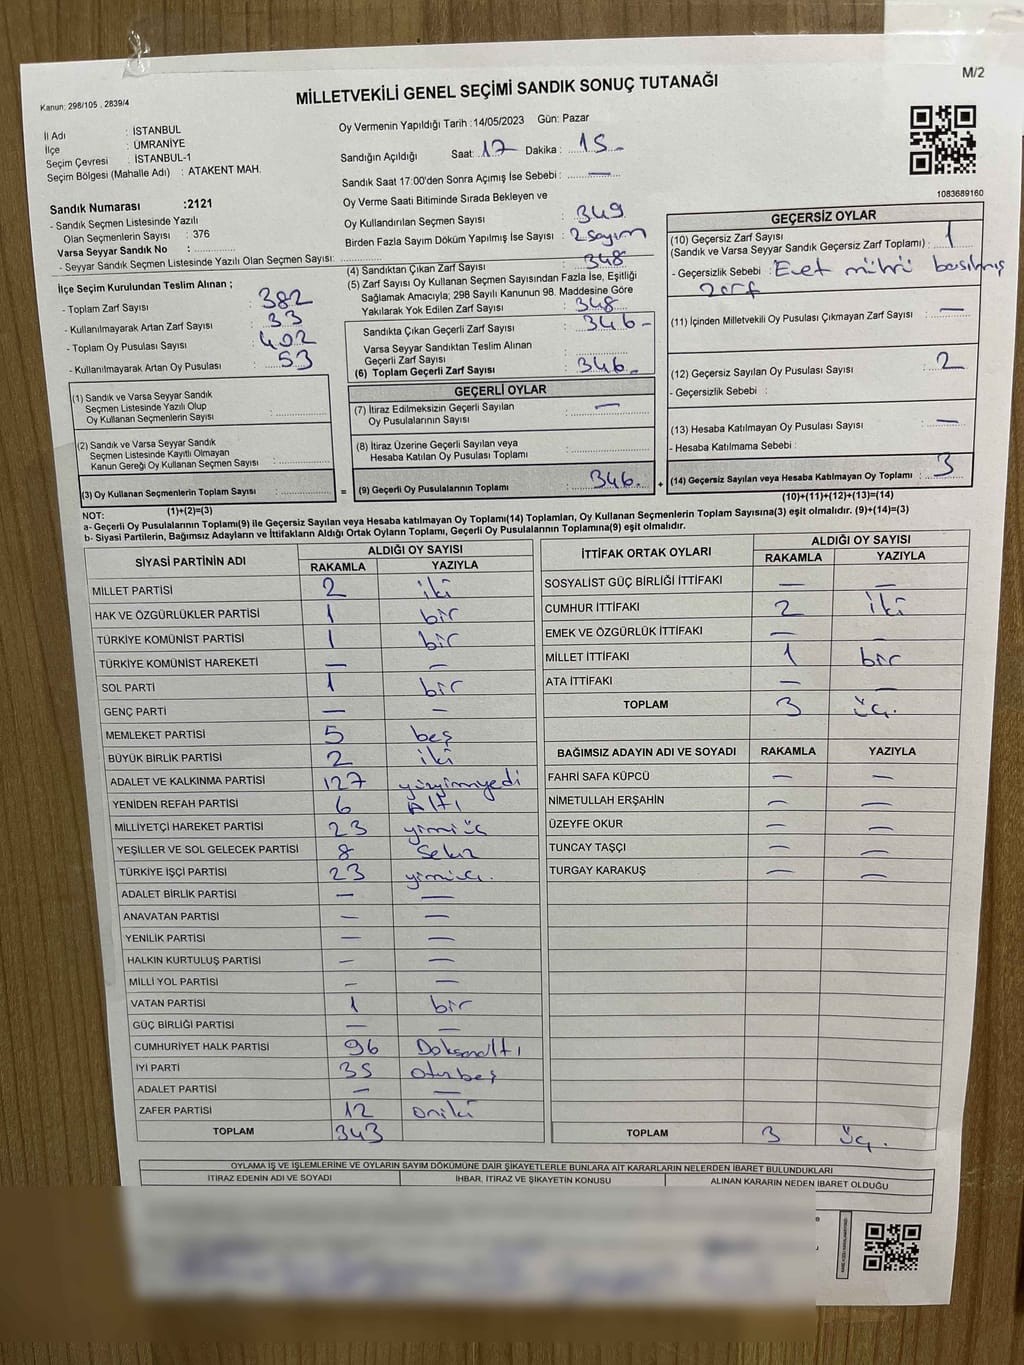 Kanun: 298/105 , 2839/4
MİLLETVEKİLİ GENEL SEÇİMİ SANDIK SONUÇ TUTANAĞI
M/2
İl Adı : İSTANBUL
İlçe : ÜMRANİYE
Seçim Çevresi : İSTANBUL-1
Seçim Bölgesi (Mahalle Adı) : ATAKENT MAH.
Oy Vermenin Yapıldığı Tarih :14/05/2023 Gün: Pazar
Sandığın Açıldığı Saat: 17 Dakika : 15
Sandık Saat 17:00'den Sonra Açımış İse Sebebi : —
Oy Verme Saati Bitiminde Sırada Bekleyen ve
Oy Kullandırılan Seçmen Sayısı : 349
Birden Fazla Sayım Döküm Yapılmış İse Sayısı : 2 sayım
1083689160
Sandık Numarası :2121
- Sandık Seçmen Listesinde Yazılı
Olan Seçmenlerin Sayısı : 376
Varsa Seyyar Sandık No :
- Seyyar Sandık Seçmen Listesinde Yazılı Olan Seçmen Sayısı:
İlçe Seçim Kurulundan Teslim Alınan ;
- Toplam Zarf Sayısı : 382
- Kullanılmayarak Artan Zarf Sayısı : 33
- Toplam Oy Pusulası Sayısı : 402
- Kullanılmayarak Artan Oy Pusulası : 53
(1) Sandık ve Varsa Seyyar Sandık
Seçmen Listesinde Yazılı Olup
Oy Kullanan Seçmenlerin Sayısı :
(2) Sandık ve Varsa Seyyar Sandık
Seçmen Listesinde Kayıtlı Olmayan
Kanun Gereği Oy Kullanan Seçmen Sayısı :
(3) Oy Kullanan Seçmenlerin Toplam Sayısı :
(1)+(2)=(3)
(4) Sandıktan Çıkan Zarf Sayısı : 348
(5) Zarf Sayısı Oy Kullanan Seçmen Sayısından Fazla İse, Eşitliği
Sağlamak Amacıyla; 298 Sayılı Kanunun 98. Maddesine Göre
Yakılarak Yok Edilen Zarf Sayısı : 348
Sandıkta Çıkan Geçerli Zarf Sayısı : 346
Varsa Seyyar Sandıktan Teslim Alınan
Geçerli Zarf Sayısı :
(6) Toplam Geçerli Zarf Sayısı : 346
GEÇERLİ OYLAR
(7) İtiraz Edilmeksizin Geçerli Sayılan
Oy Pusulalarının Sayısı : —
(8) İtiraz Üzerine Geçerli Sayılan veya
Hesaba Katılan Oy Pusulası Toplamı :
= (9) Geçerli Oy Pusulalarının Toplamı : 346. +
GEÇERSİZ OYLAR
(10) Geçersiz Zarf Sayısı
(Sandık ve Varsa Seyyar Sandık Geçersiz Zarf Toplamı) : 1
- Geçersizlik Sebebi : Evet mührü basılmış
zarf
(11) İçinden Milletvekili Oy Pusulası Çıkmayan Zarf Sayısı : —
(12) Geçersiz Sayılan Oy Pusulası Sayısı : 2
- Geçersizlik Sebebi :
(13) Hesaba Katılmayan Oy Pusulası Sayısı : —
- Hesaba Katılmama Sebebi :
(14) Geçersiz Sayılan veya Hesaba Katılmayan Oy Toplamı : 3
(10)+(11)+(12)+(13)=(14)
NOT:
a- Geçerli Oy Pusulalarının Toplamı(9) ile Geçersiz Sayılan veya Hesaba katılmayan Oy Toplamı(14) Toplamları, Oy Kullanan Seçmenlerin Toplam Sayısına(3) eşit olmalıdır. (9)+(14)=(3)
b- Siyasi Partilerin, Bağımsız Adayların ve İttifakların Aldığı Ortak Oyların Toplamı, Geçerli Oy Pusulalarının Toplamına(9) eşit olmalıdır.
SİYASİ PARTİNİN ADI ALDIĞI OY SAYISI
RAKAMLA YAZIYLA
MİLLET PARTİSİ 2 iki
HAK VE ÖZGÜRLÜKLER PARTİSİ 1 bir
TÜRKİYE KOMÜNİST PARTİSİ 1 bir
TÜRKİYE KOMÜNİST HAREKETİ — —
SOL PARTİ 1 bir
GENÇ PARTİ — —
MEMLEKET PARTİSİ 5 beş
BÜYÜK BİRLİK PARTİSİ 2 iki
ADALET VE KALKINMA PARTİSİ 127 yüzyirmiyedi
YENİDEN REFAH PARTİSİ 6 Altı
MİLLİYETÇİ HAREKET PARTİSİ 23 yirmiüç
YEŞİLLER VE SOL GELECEK PARTİSİ 8 Sekiz
TÜRKİYE İŞÇİ PARTİSİ 23 yirmiüç.
ADALET BİRLİK PARTİSİ — —
ANAVATAN PARTİSİ — —
YENİLİK PARTİSİ — —
HALKIN KURTULUŞ PARTİSİ — —
MİLLİ YOL PARTİSİ — —
VATAN PARTİSİ 1 bir
GÜÇ BİRLİĞİ PARTİSİ — —
CUMHURİYET HALK PARTİSİ 96 Doksanaltı
İYİ PARTİ 35 otuzbeş
ADALET PARTİSİ — —
ZAFER PARTİSİ 12 oniki
TOPLAM 343
İTTİFAK ORTAK OYLARI ALDIĞI OY SAYISI
RAKAMLA YAZIYLA
SOSYALİST GÜÇ BİRLİĞİ İTTİFAKI — —
CUMHUR İTTİFAKI 2 iki
EMEK VE ÖZGÜRLÜK İTTİFAKI — —
MİLLET İTTİFAKI 1 bir
ATA İTTİFAKI — —
TOPLAM 3 üç.
BAĞIMSIZ ADAYIN ADI VE SOYADI RAKAMLA YAZIYLA
FAHRİ SAFA KÜPCÜ — —
NİMETULLAH ERŞAHİN — —
ÜZEYFE OKUR — —
TUNCAY TAŞÇI — —
TURGAY KARAKUŞ — —
TOPLAM 3 üç.
OYLAMA İŞ VE İŞLEMLERİNE VE OYLARIN SAYIM DÖKÜMÜNE DAİR ŞİKAYETLERLE BUNLARA AİT KARARLARIN NELERDEN İBARET BULUNDUKLARI
İTİRAZ EDENİN ADI VE SOYADI İHBAR, İTİRAZ VE ŞİKAYETİN KONUSU ALINAN KARARIN NEDEN İBARET OLDUĞU